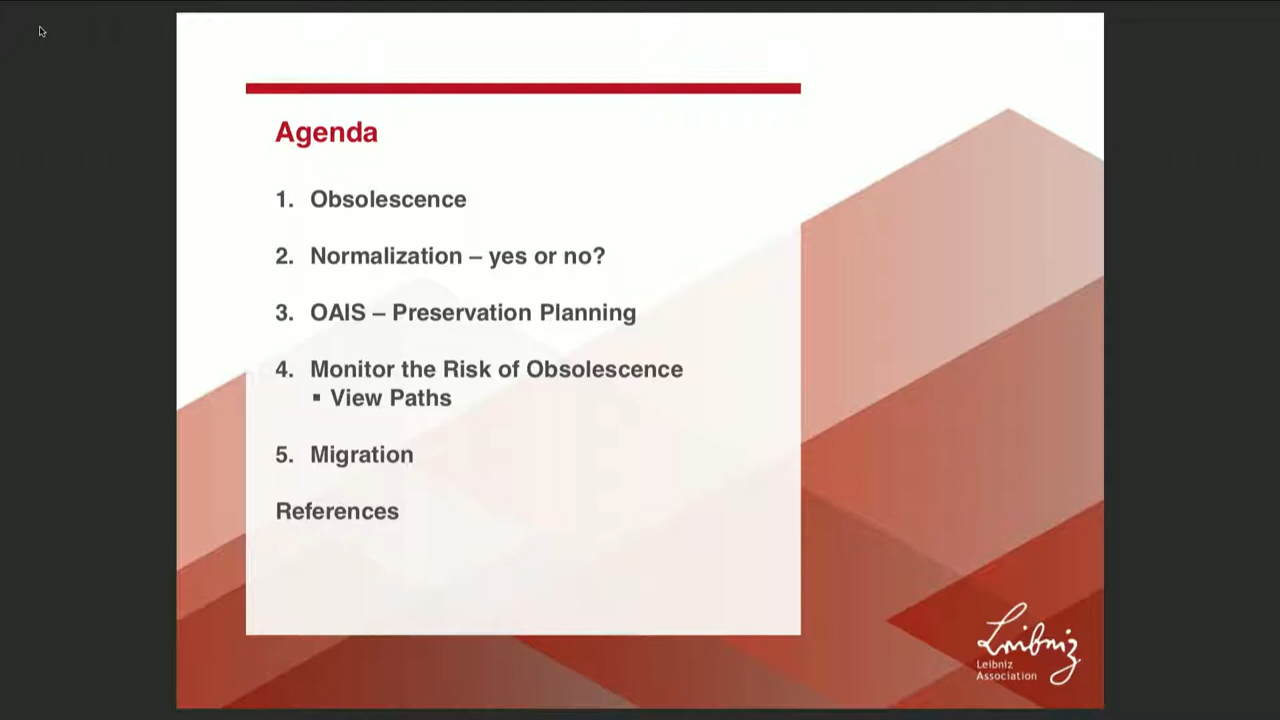 Agenda
1. Obsolescence
2. Normalization – yes or no?
3. OAIS – Preservation Planning
4. Monitor the Risk of Obsolescence
▪ View Paths
5. Migration
References
Leibniz
Leibniz
Association